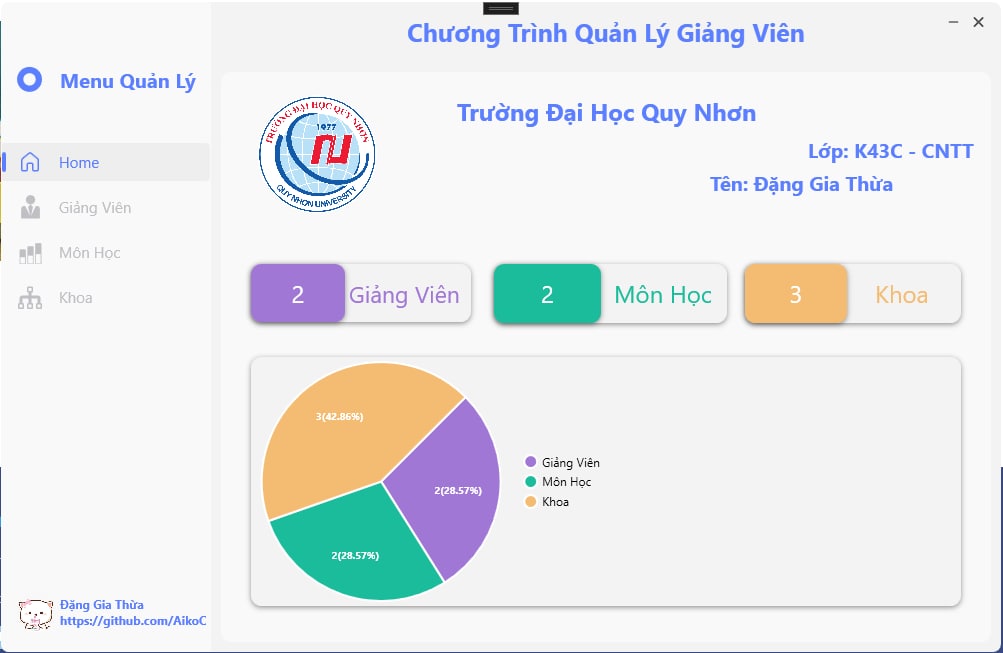 Chương Trình Quản Lý Giảng Viên
Menu Quản Lý
Home
Giảng Viên
Môn Học
Khoa
Đặng Gia Thừa
https://github.com/AikoC
TRƯỜNG ĐẠI HỌC QUY NHƠN
1977
QUY NHON UNIVERSITY
Trường Đại Học Quy Nhơn
Lớp: K43C - CNTT
Tên: Đặng Gia Thừa
2 Giảng Viên
2 Môn Học
3 Khoa
3(42.86%)
2(28.57%)
2(28.57%)
Giảng Viên
Môn Học
Khoa